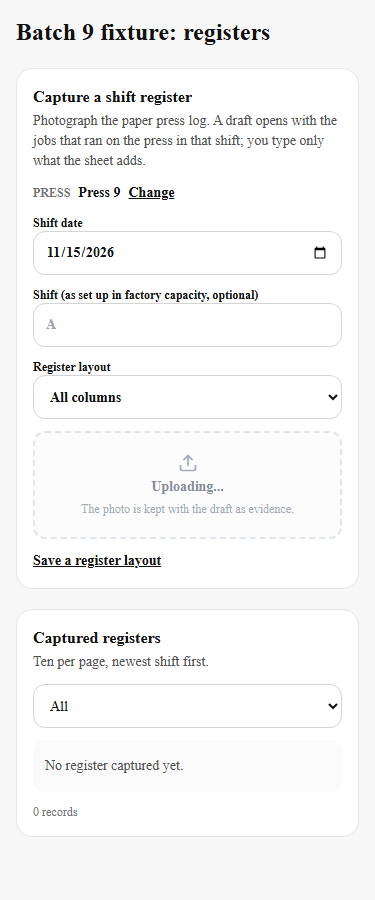 Batch 9 fixture: registers
Capture a shift register
Photograph the paper press log. A draft opens with the
jobs that ran on the press in that shift; you type only
what the sheet adds.
PRESS Press 9 Change
Shift date
11/15/2026
Shift (as set up in factory capacity, optional)
A
Register layout
All columns
Uploading...
The photo is kept with the draft as evidence.
Save a register layout
Captured registers
Ten per page, newest shift first.
All
No register captured yet.
0 records